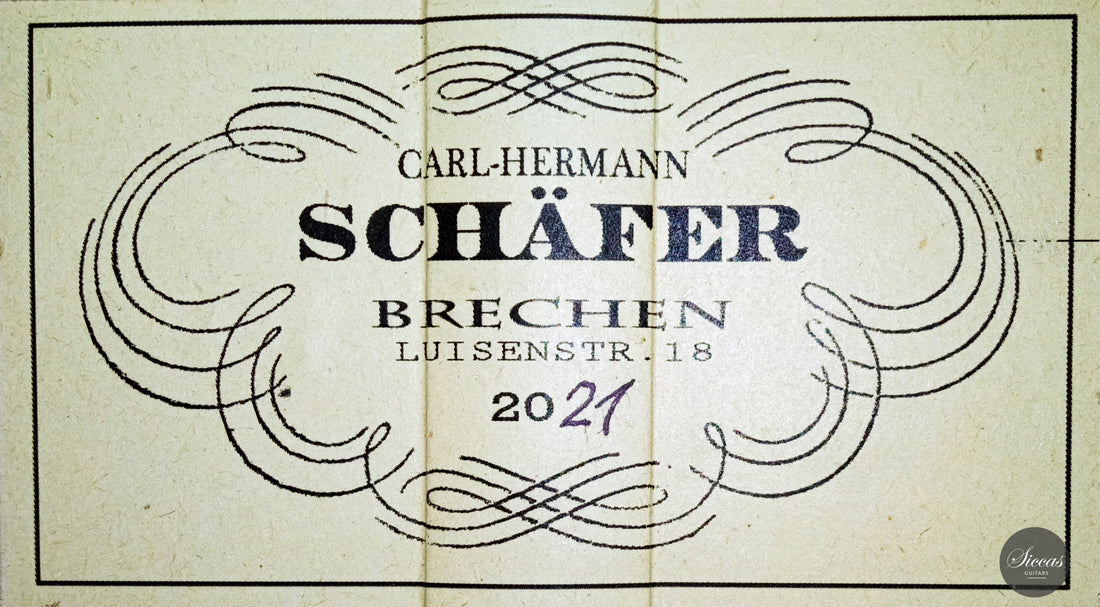 CARL-HERMANN
SCHÄFER
BRECHEN
LUISENSTR. 18
2021
Siccas
GUITARS